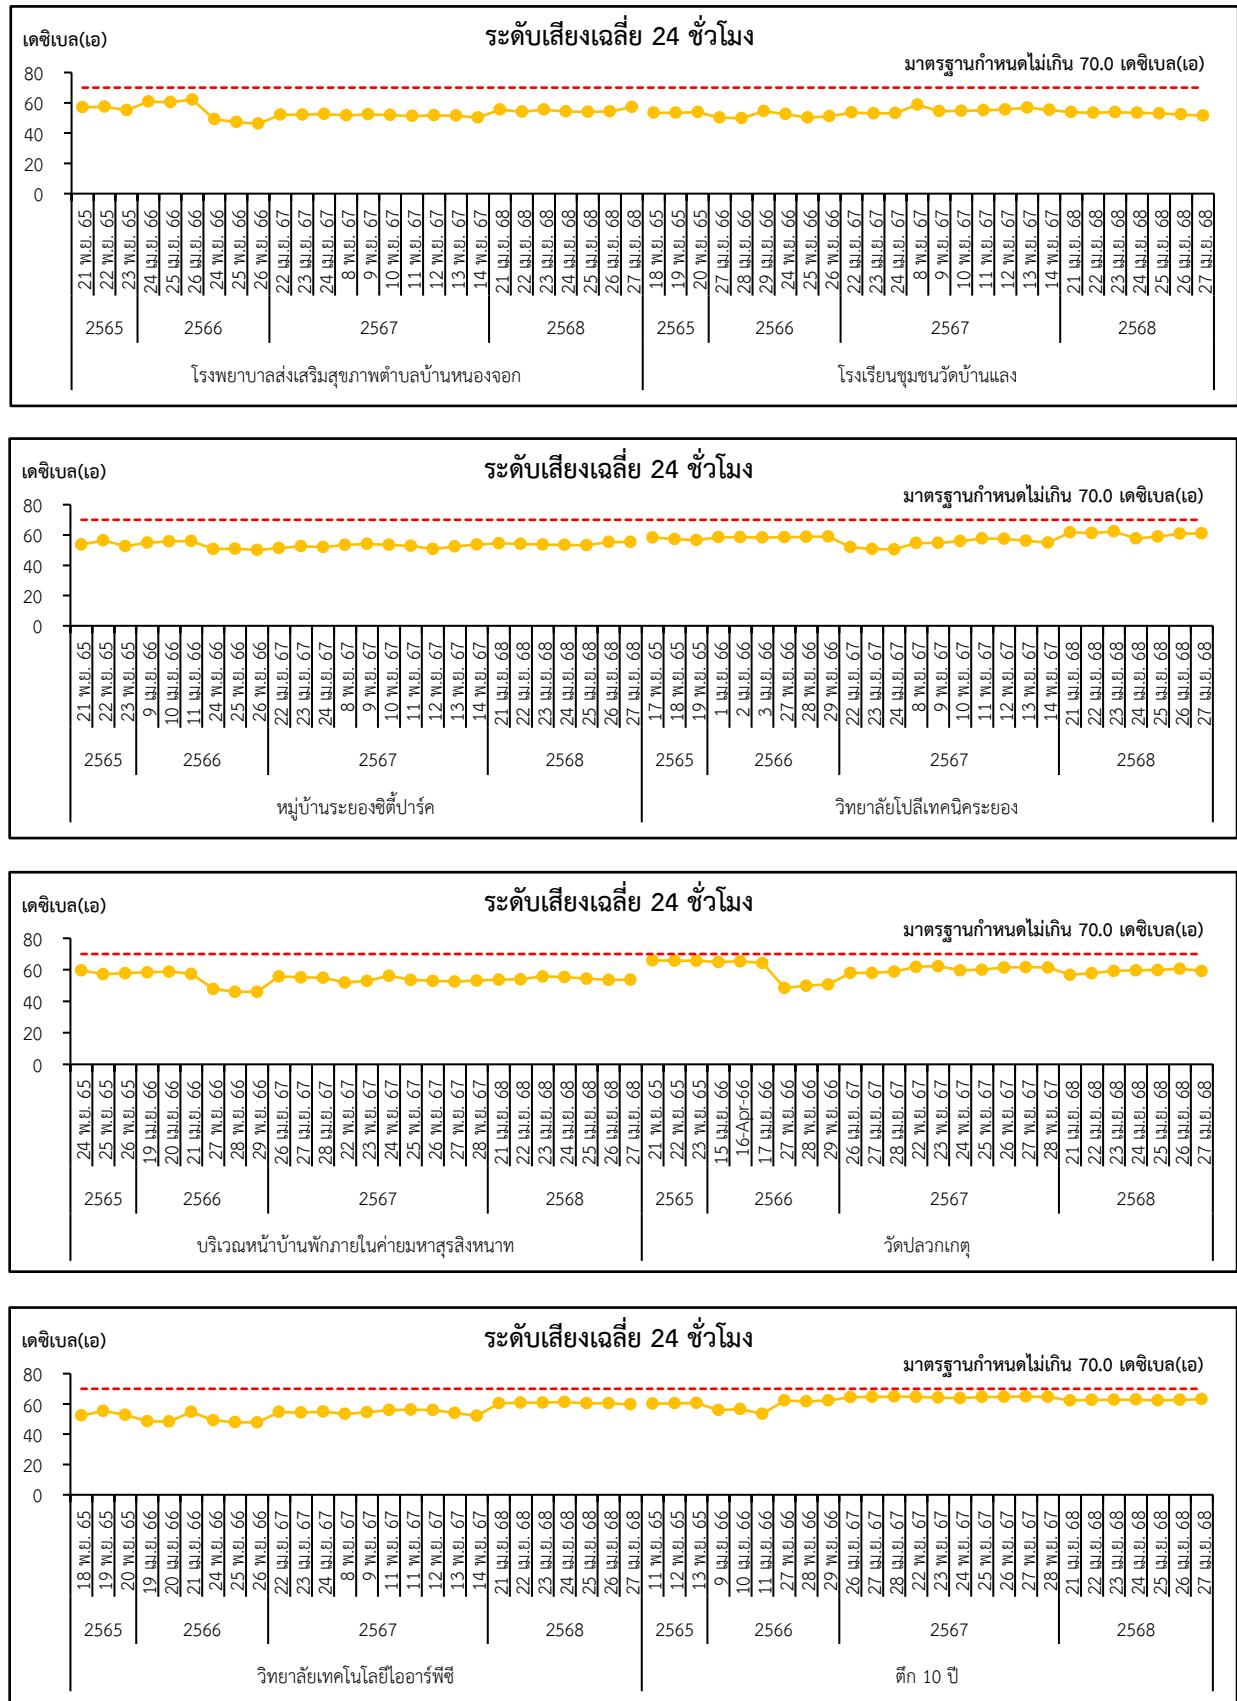 ระดับเสียงเฉลี่ย 24 ชั่วโมง
เดซิเบล(เอ)
มาตรฐานกำหนดไม่เกิน 70.0 เดซิเบล(เอ)
80
60
40
20
0
21 พ.ย. 65 22 พ.ย. 65 23 พ.ย. 65 24 เม.ย. 66 25 เม.ย. 66 26 เม.ย. 66 24 พ.ย. 66 25 พ.ย. 66 26 พ.ย. 66 22 เม.ย. 67 23 เม.ย. 67 24 เม.ย. 67 8 พ.ย. 67 9 พ.ย. 67 10 พ.ย. 67 11 พ.ย. 67 12 พ.ย. 67 13 พ.ย. 67 14 พ.ย. 67 21 เม.ย. 68 22 เม.ย. 68 23 เม.ย. 68 24 เม.ย. 68 25 เม.ย. 68 26 เม.ย. 68 27 เม.ย. 68 18 พ.ย. 65 19 พ.ย. 65 20 พ.ย. 65 27 เม.ย. 66 28 เม.ย. 66 29 เม.ย. 66 24 พ.ย. 66 25 พ.ย. 66 26 พ.ย. 66 22 เม.ย. 67 23 เม.ย. 67 24 เม.ย. 67 8 พ.ย. 67 9 พ.ย. 67 10 พ.ย. 67 11 พ.ย. 67 12 พ.ย. 67 13 พ.ย. 67 14 พ.ย. 67 21 เม.ย. 68 22 เม.ย. 68 23 เม.ย. 68 24 เม.ย. 68 25 เม.ย. 68 26 เม.ย. 68 27 เม.ย. 68
2565 2566 2567 2568 2565 2566 2567 2568
โรงพยาบาลส่งเสริมสุขภาพตำบลบ้านหนองจอก โรงเรียนชุมชนวัดบ้านแลง
ระดับเสียงเฉลี่ย 24 ชั่วโมง
เดซิเบล(เอ)
มาตรฐานกำหนดไม่เกิน 70.0 เดซิเบล(เอ)
80
60
40
20
0
21 พ.ย. 65 22 พ.ย. 65 23 พ.ย. 65 9 เม.ย. 66 10 เม.ย. 66 11 เม.ย. 66 24 พ.ย. 66 25 พ.ย. 66 26 พ.ย. 66 22 เม.ย. 67 23 เม.ย. 67 24 เม.ย. 67 8 พ.ย. 67 9 พ.ย. 67 10 พ.ย. 67 11 พ.ย. 67 12 พ.ย. 67 13 พ.ย. 67 14 พ.ย. 67 21 เม.ย. 68 22 เม.ย. 68 23 เม.ย. 68 24 เม.ย. 68 25 เม.ย. 68 26 เม.ย. 68 27 เม.ย. 68 17 พ.ย. 65 18 พ.ย. 65 19 พ.ย. 65 1 เม.ย. 66 2 เม.ย. 66 3 เม.ย. 66 27 พ.ย. 66 28 พ.ย. 66 29 พ.ย. 66 22 เม.ย. 67 23 เม.ย. 67 24 เม.ย. 67 8 พ.ย. 67 9 พ.ย. 67 10 พ.ย. 67 11 พ.ย. 67 12 พ.ย. 67 13 พ.ย. 67 14 พ.ย. 67 21 เม.ย. 68 22 เม.ย. 68 23 เม.ย. 68 24 เม.ย. 68 25 เม.ย. 68 26 เม.ย. 68 27 เม.ย. 68
2565 2566 2567 2568 2565 2566 2567 2568
หมู่บ้านระยองซิตี้ปาร์ค วิทยาลัยโปลีเทคนิคระยอง
ระดับเสียงเฉลี่ย 24 ชั่วโมง
เดซิเบล(เอ)
มาตรฐานกำหนดไม่เกิน 70.0 เดซิเบล(เอ)
80
60
40
20
0
24 พ.ย. 65 25 พ.ย. 65 26 พ.ย. 65 19 เม.ย. 66 20 เม.ย. 66 21 เม.ย. 66 27 พ.ย. 66 28 พ.ย. 66 29 พ.ย. 66 26 เม.ย. 67 27 เม.ย. 67 28 เม.ย. 67 22 พ.ย. 67 23 พ.ย. 67 24 พ.ย. 67 25 พ.ย. 67 26 พ.ย. 67 27 พ.ย. 67 28 พ.ย. 67 21 เม.ย. 68 22 เม.ย. 68 23 เม.ย. 68 24 เม.ย. 68 25 เม.ย. 68 26 เม.ย. 68 27 เม.ย. 68 21 พ.ย. 65 22 พ.ย. 65 23 พ.ย. 65 15 เม.ย. 66 16-Apr-66 17 เม.ย. 66 27 พ.ย. 66 28 พ.ย. 66 29 พ.ย. 66 26 เม.ย. 67 27 เม.ย. 67 28 เม.ย. 67 22 พ.ย. 67 23 พ.ย. 67 24 พ.ย. 67 25 พ.ย. 67 26 พ.ย. 67 27 พ.ย. 67 28 พ.ย. 67 21 เม.ย. 68 22 เม.ย. 68 23 เม.ย. 68 24 เม.ย. 68 25 เม.ย. 68 26 เม.ย. 68 27 เม.ย. 68
2565 2566 2567 2568 2565 2566 2567 2568
บริเวณหน้าบ้านพักภายในค่ายมหาสุรสิงหนาท วัดปลวกเกตุ
ระดับเสียงเฉลี่ย 24 ชั่วโมง
เดซิเบล(เอ)
มาตรฐานกำหนดไม่เกิน 70.0 เดซิเบล(เอ)
80
60
40
20
0
18 พ.ย. 65 19 พ.ย. 65 20 พ.ย. 65 19 เม.ย. 66 20 เม.ย. 66 21 เม.ย. 66 24 พ.ย. 66 25 พ.ย. 66 26 พ.ย. 66 22 เม.ย. 67 23 เม.ย. 67 24 เม.ย. 67 8 พ.ย. 67 9 พ.ย. 67 11 พ.ย. 67 11 พ.ย. 67 12 พ.ย. 67 13 พ.ย. 67 14 พ.ย. 67 21 เม.ย. 68 22 เม.ย. 68 23 เม.ย. 68 24 เม.ย. 68 25 เม.ย. 68 26 เม.ย. 68 27 เม.ย. 68 11 พ.ย. 65 12 พ.ย. 65 13 พ.ย. 65 9 เม.ย. 66 10 เม.ย. 66 11 เม.ย. 66 27 พ.ย. 66 28 พ.ย. 66 29 พ.ย. 66 26 เม.ย. 67 27 เม.ย. 67 28 เม.ย. 67 22 พ.ย. 67 23 พ.ย. 67 24 พ.ย. 67 25 พ.ย. 67 26 พ.ย. 67 27 พ.ย. 67 28 พ.ย. 67 21 เม.ย. 68 22 เม.ย. 68 23 เม.ย. 68 24 เม.ย. 68 25 เม.ย. 68 26 เม.ย. 68 27 เม.ย. 68
2565 2566 2567 2568 2565 2566 2567 2568
วิทยาลัยเทคโนโลยีไออาร์พีซี ตึก 10 ปี